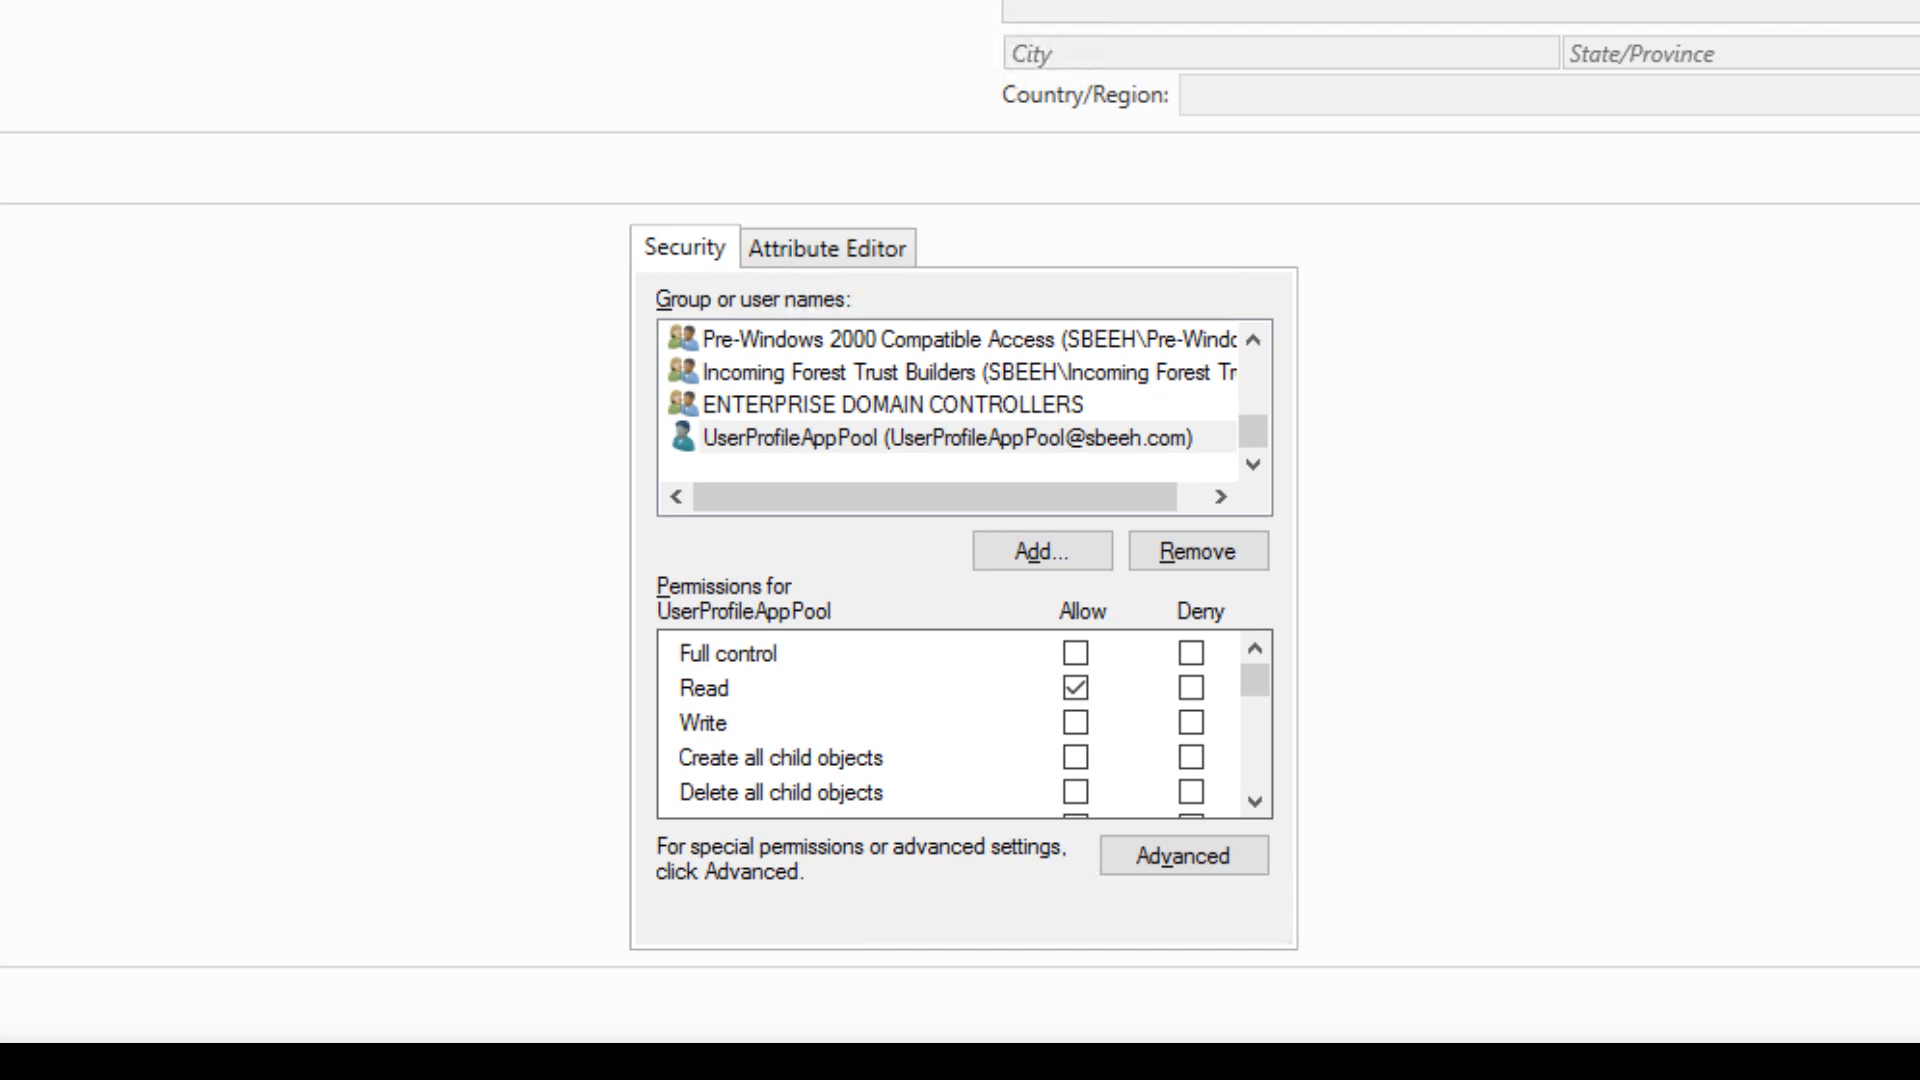 City State/Province
Country/Region:
Security Attribute Editor
Group or user names:
Pre-Windows 2000 Compatible Access (SBEEH\Pre-Windo
Incoming Forest Trust Builders (SBEEH\Incoming Forest Tr
ENTERPRISE DOMAIN CONTROLLERS
UserProfileAppPool (UserProfileAppPool@sbeeh.com)
Add... Remove
Permissions for
UserProfileAppPool Allow Deny
Full control
Read
Write
Create all child objects
Delete all child objects
For special permissions or advanced settings,
click Advanced. Advanced